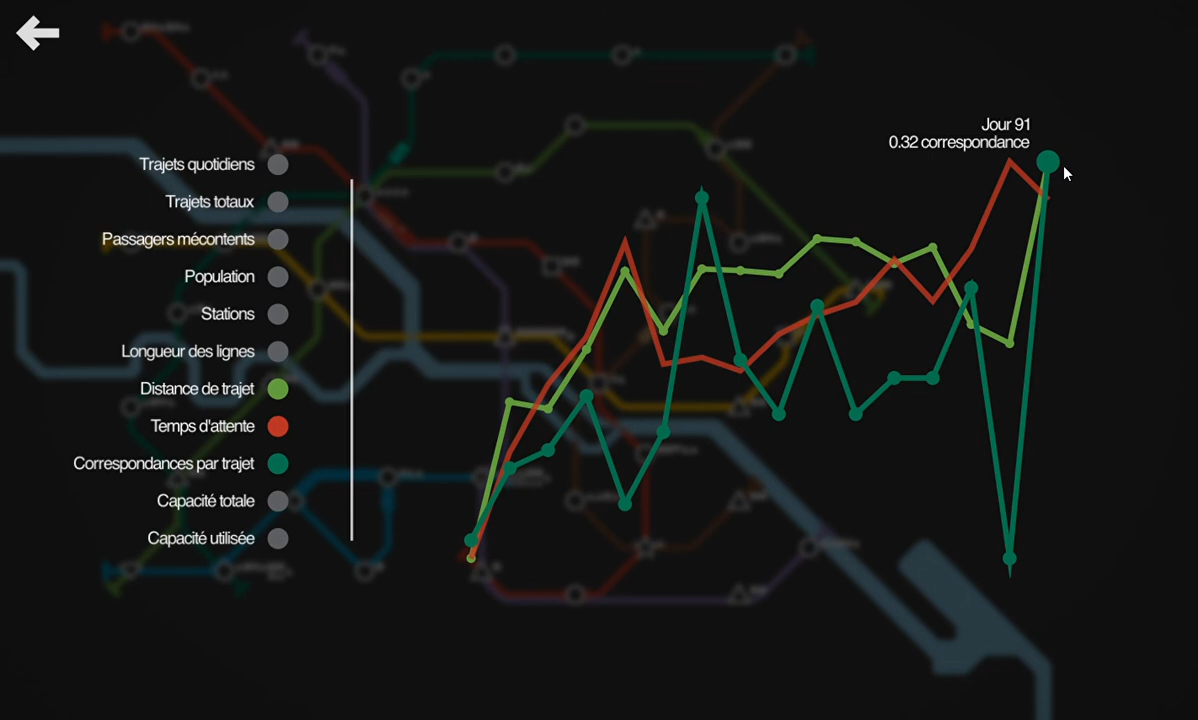 Jour 91
0.32 correspondance
Trajets quotidiens
Trajets totaux
Passagers mécontents
Population
Stations
Longueur des lignes
Distance de trajet
Temps d'attente
Correspondances par trajet
Capacité totale
Capacité utilisée